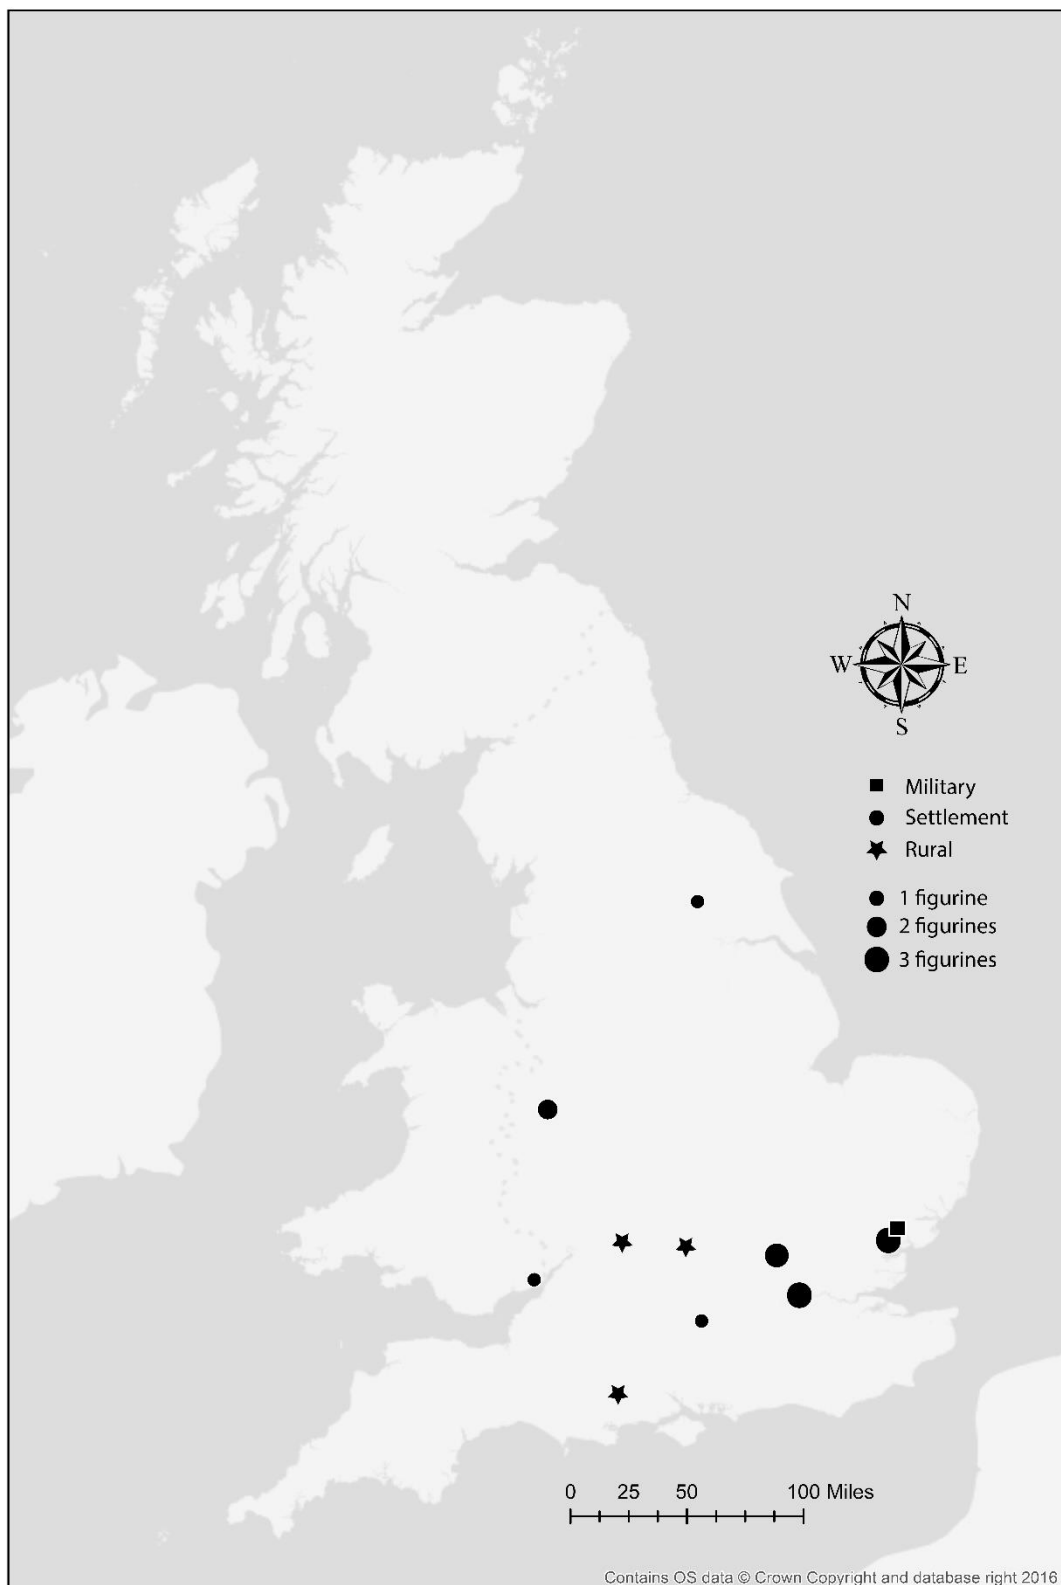 N
W E
S
Military
Settlement
Rural
1 figurine
2 figurines
3 figurines
0 25 50 100 Miles
Contains OS data © Crown Copyright and database right 2016